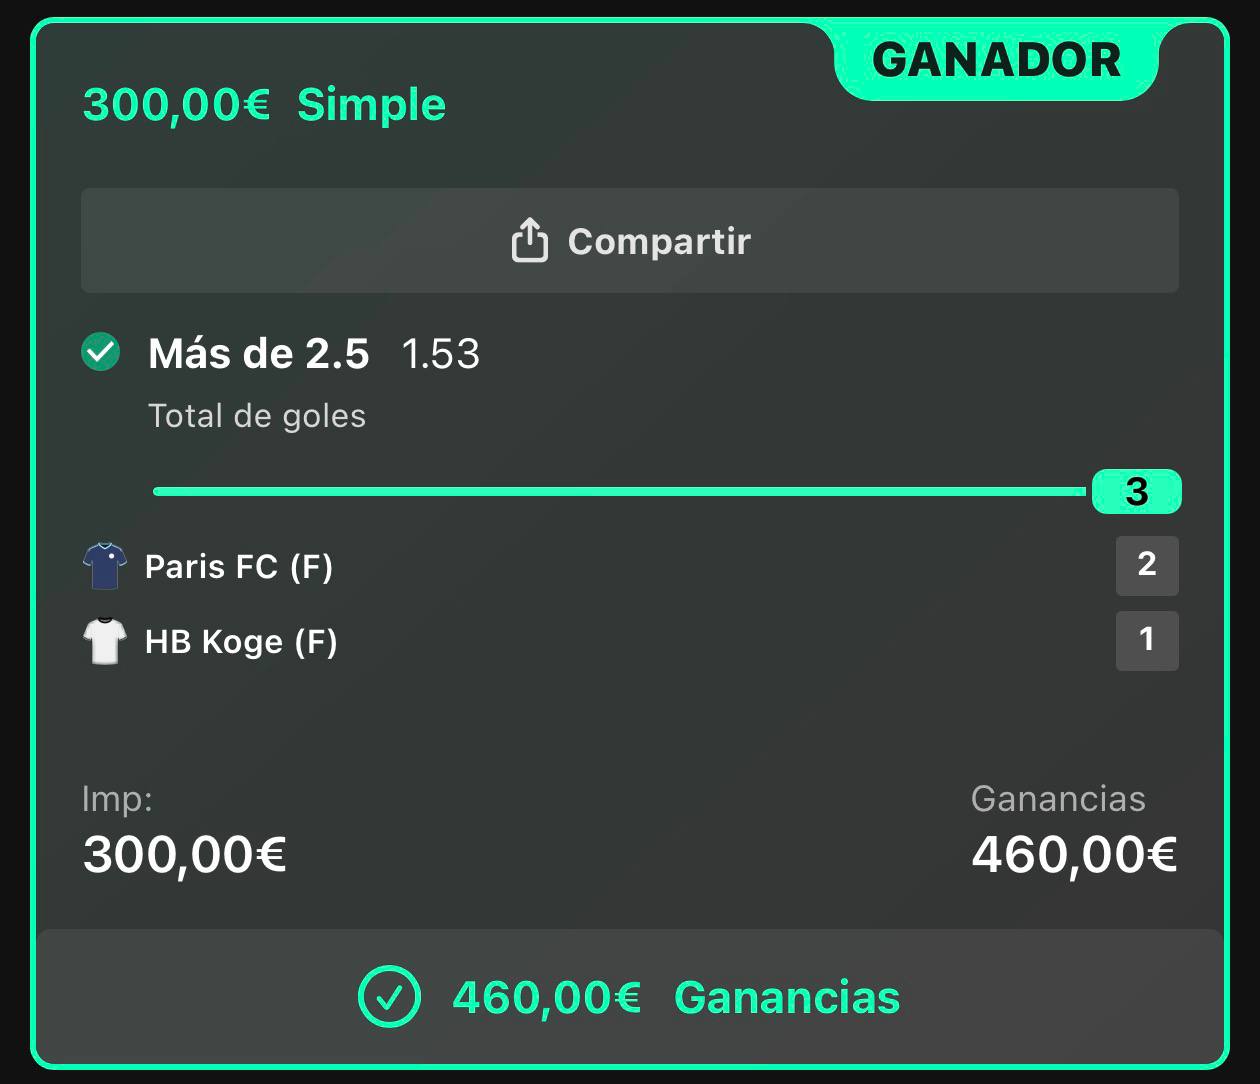 GANADOR
300,00€ Simple
Compartir
Más de 2.5 1.53
Total de goles
3
Paris FC (F) 2
HB Koge (F) 1
Imp: Ganancias
300,00€ 460,00€
460,00€ Ganancias